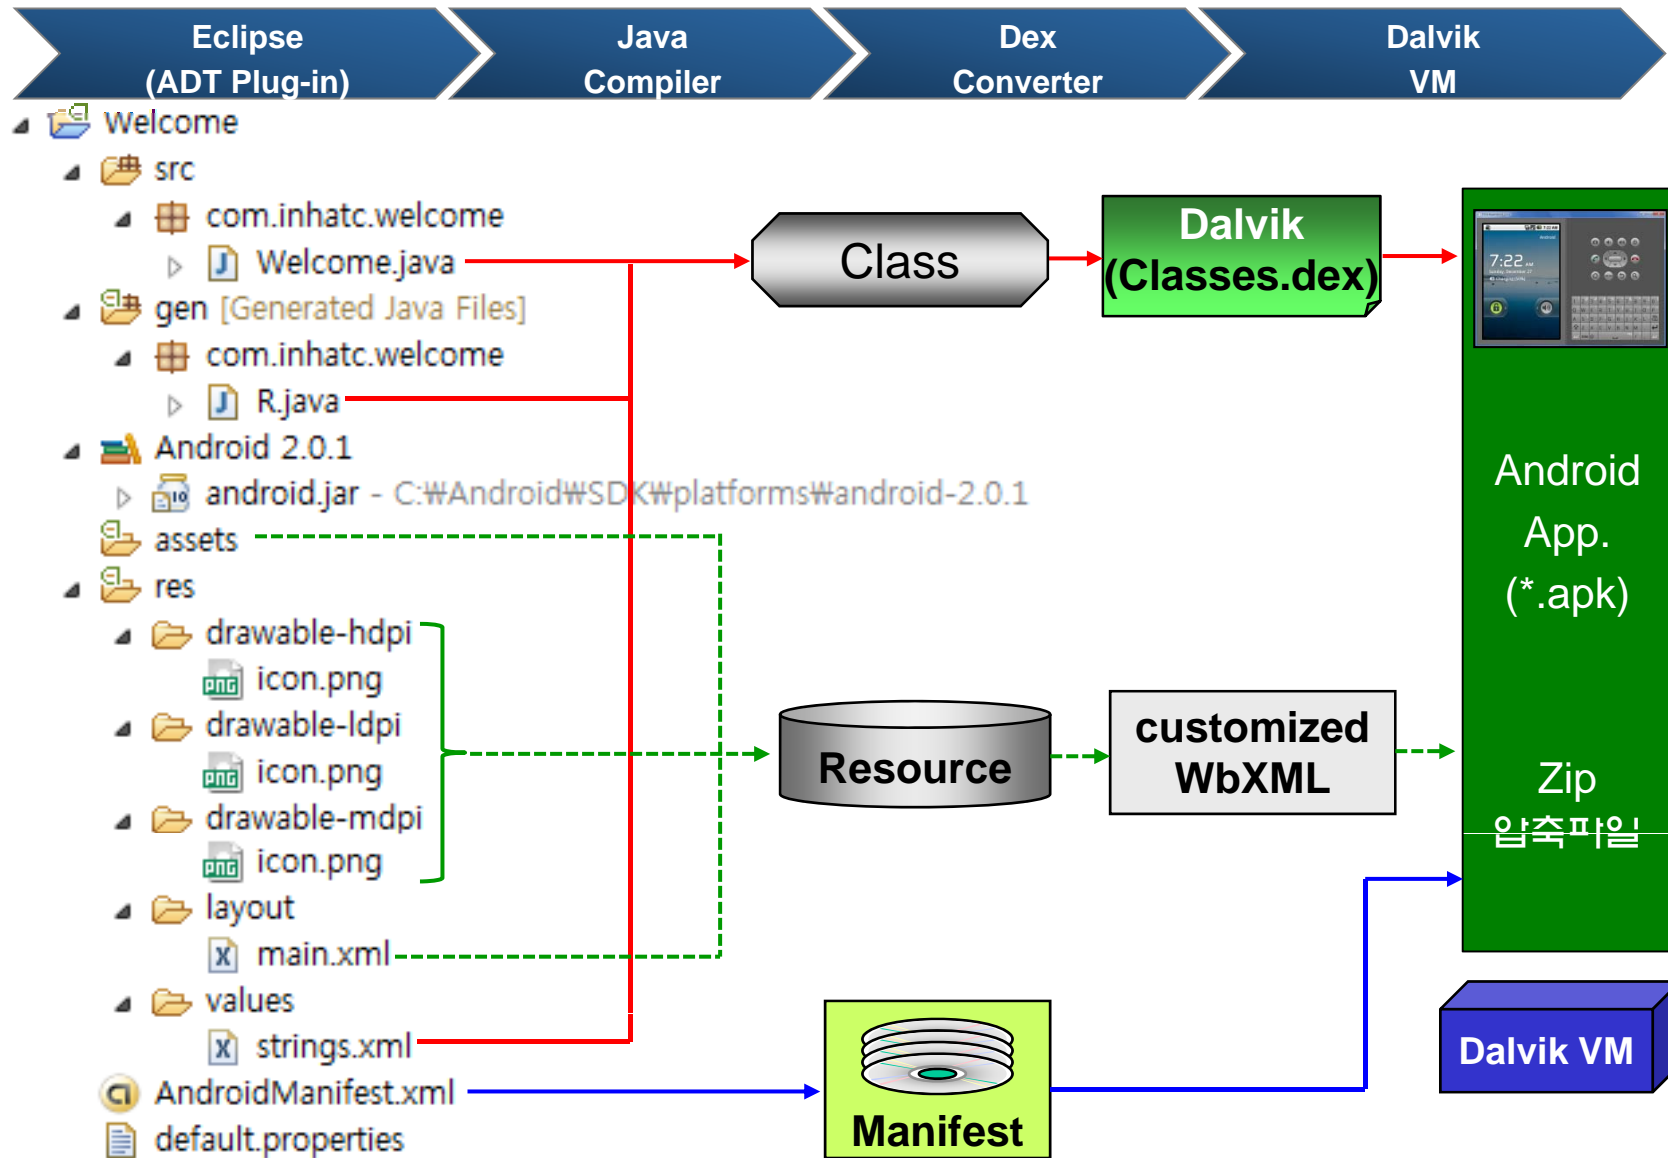 Eclipse
(ADT Plug-in)
Java
Compiler
Dex
Converter
Dalvik
VM
Welcome
src
com.inhatc.welcome
Welcome.java
gen [Generated Java Files]
com.inhatc.welcome
R.java
Android 2.0.1
android.jar - C:₩Android₩SDK₩platforms₩android-2.0.1
assets
res
drawable-hdpi
icon.png
drawable-ldpi
icon.png
drawable-mdpi
icon.png
layout
main.xml
values
strings.xml
AndroidManifest.xml
default.properties
Class
Dalvik
(Classes.dex)
Resource
customized
WbXML
Manifest
7:22 AM
Android
App.
(*.apk)
Zip
압축파일
Dalvik VM